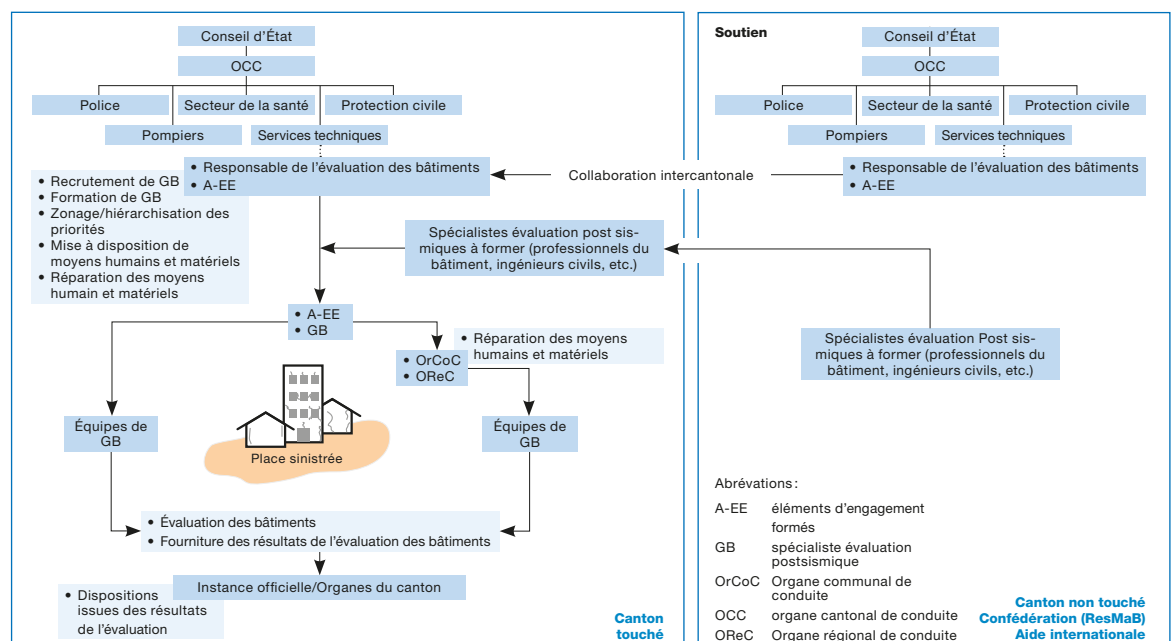 Conseil d'État
OCC
Police
Secteur de la santé
Protection civile
Pompiers
Services techniques
• Responsable de l'évaluation des bâtiments
• A-EE
• Recrutement de GB
• Formation de GB
• Zonage/hiérarchisation des
priorités
• Mise à disposition de
moyens humains et matériels
• Réparation des moyens
humain et matériels
Collaboration intercantonale
Spécialistes évaluation post sis-
miques à former (professionnels du
bâtiment, ingénieurs civils, etc.)
• A-EE
• GB
• Réparation des moyens
humains et matériels
• OrCoC
• OReC
Équipes de
GB
Place sinistrée
Équipes de
GB
• Évaluation des bâtiments
• Fourniture des résultats de l'évaluation des bâtiments
Instance officielle/Organes du canton
• Dispositions
issues des résultats
de l'évaluation
Canton
touché
Soutien
Conseil d'État
OCC
Police
Secteur de la santé
Protection civile
Pompiers
Services techniques
• Responsable de l'évaluation des bâtiments
• A-EE
Spécialistes évaluation Post sis-
miques à former (professionnels du
bâtiment, ingénieurs civils, etc.)
Abrévations :
A-EE éléments d'engagement
formés
GB spécialiste évaluation
postsismique
OrCoC Organe communal de
conduite
OCC organe cantonal de conduite
OReC Organe régional de conduite
Canton non touché
Confédération (ResMaB)
Aide internationale